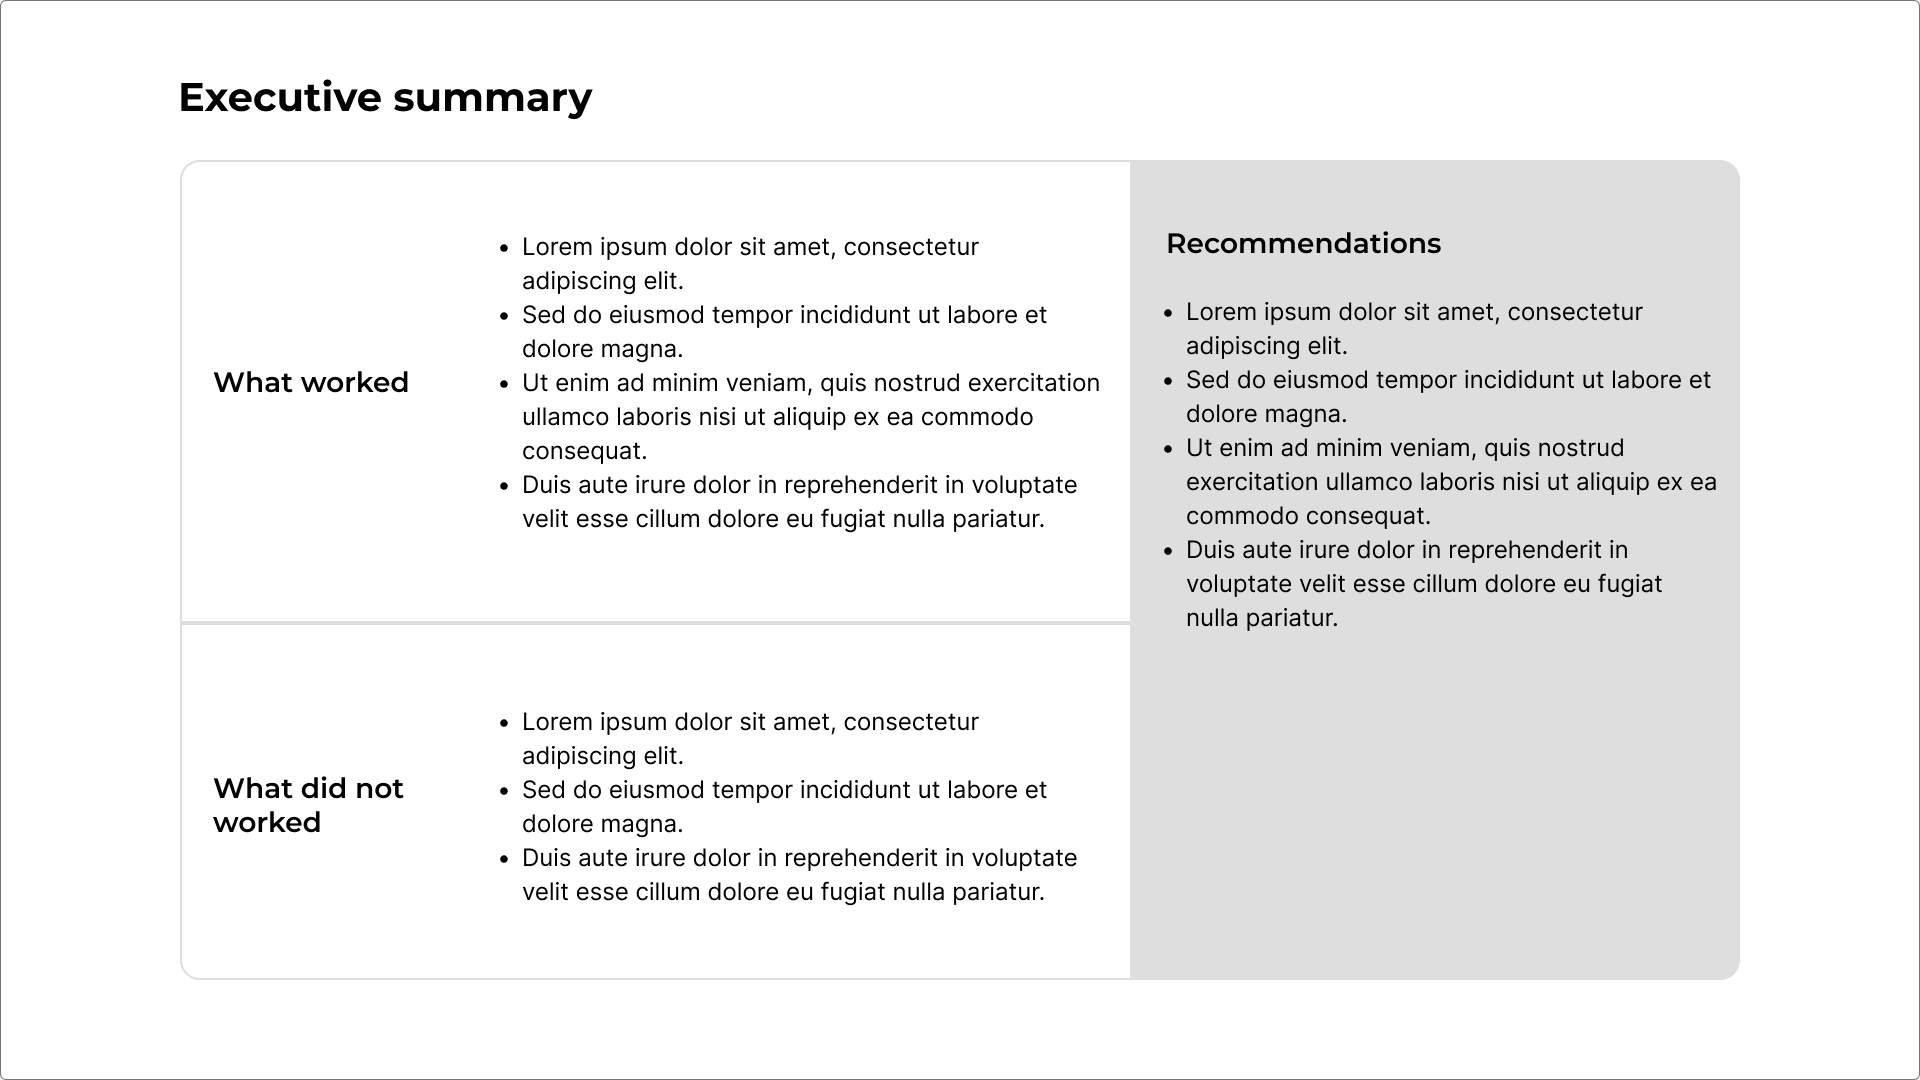 Executive summary
What worked
• Lorem ipsum dolor sit amet, consectetur
adipiscing elit.
• Sed do eiusmod tempor incididunt ut labore et
dolore magna.
• Ut enim ad minim veniam, quis nostrud exercitation
ullamco laboris nisi ut aliquip ex ea commodo
consequat.
• Duis aute irure dolor in reprehenderit in voluptate
velit esse cillum dolore eu fugiat nulla pariatur.
What did not
worked
• Lorem ipsum dolor sit amet, consectetur
adipiscing elit.
• Sed do eiusmod tempor incididunt ut labore et
dolore magna.
• Duis aute irure dolor in reprehenderit in voluptate
velit esse cillum dolore eu fugiat nulla pariatur.
Recommendations
• Lorem ipsum dolor sit amet, consectetur
adipiscing elit.
• Sed do eiusmod tempor incididunt ut labore et
dolore magna.
• Ut enim ad minim veniam, quis nostrud
exercitation ullamco laboris nisi ut aliquip ex ea
commodo consequat.
• Duis aute irure dolor in reprehenderit in
voluptate velit esse cillum dolore eu fugiat
nulla pariatur.